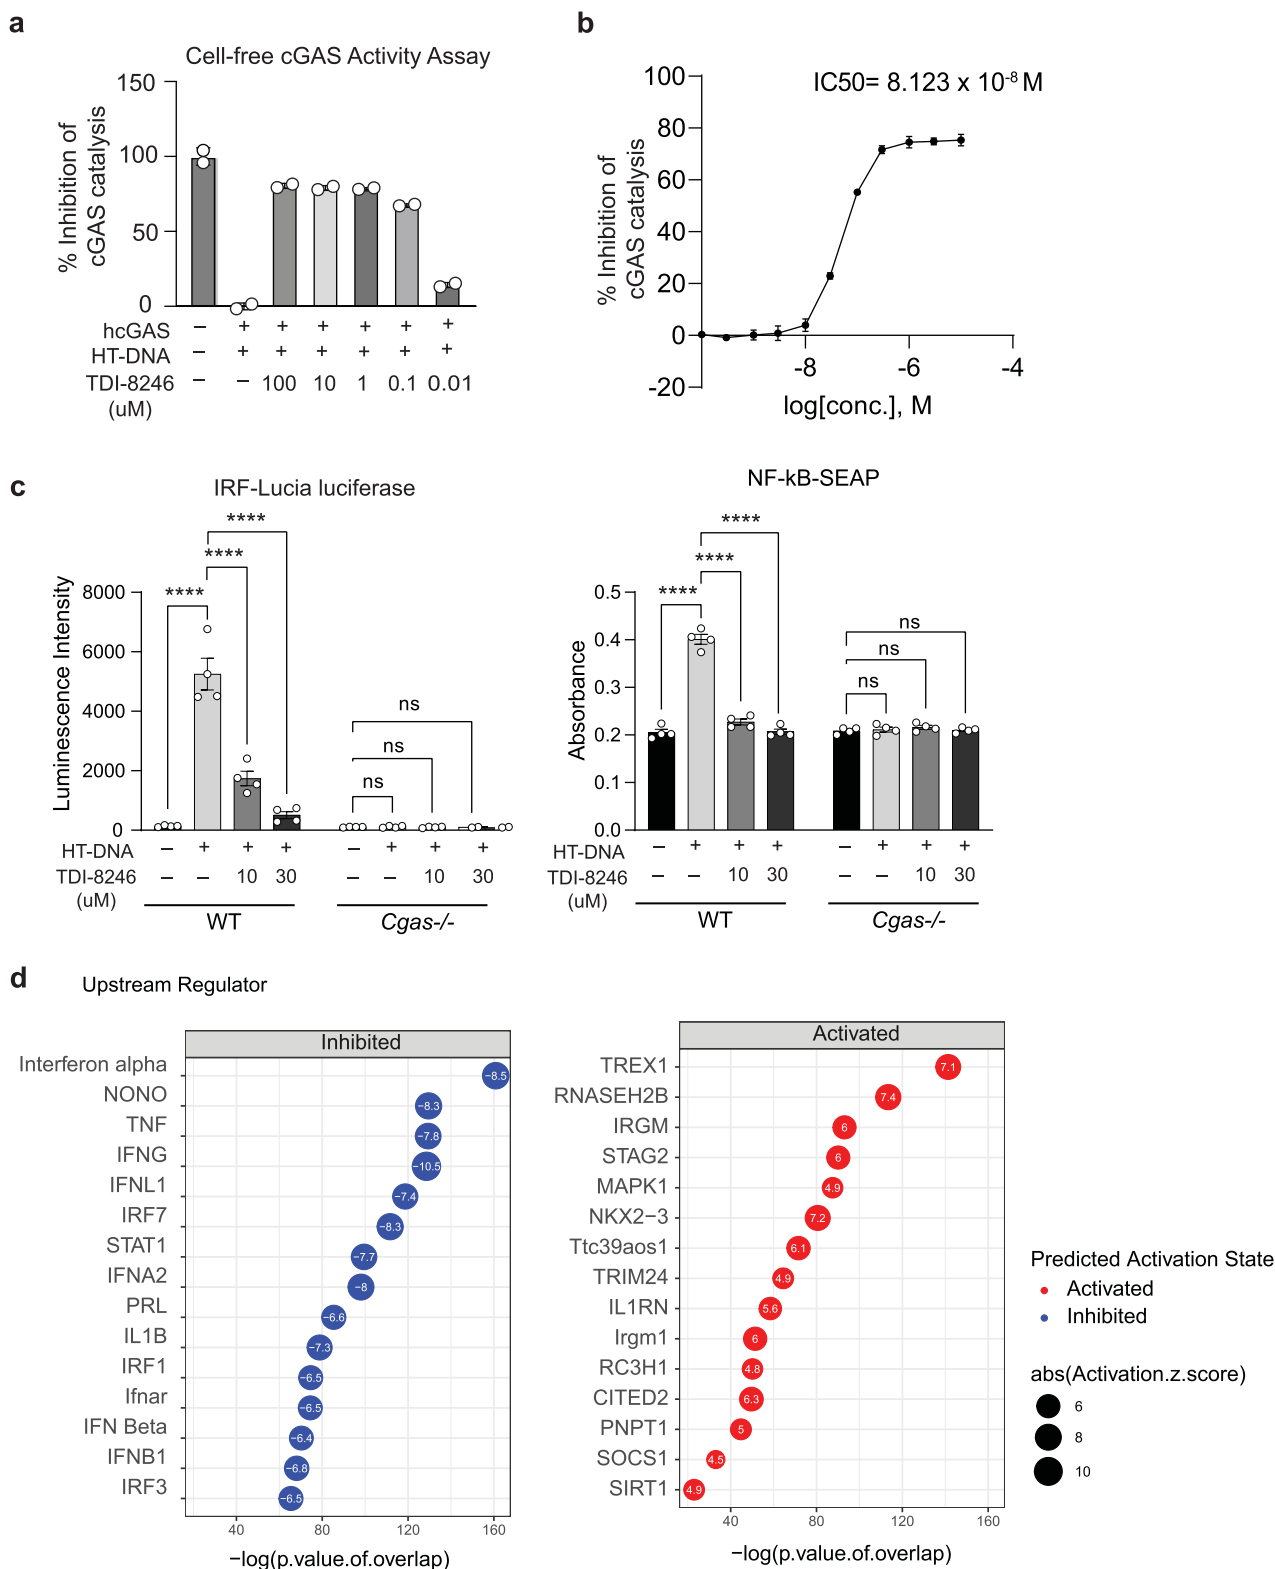 a
Cell-free cGAS Activity Assay
% Inhibition of
cGAS catalysis
150
100
50
0
hcGAS − + + + + + +
HT-DNA − + + + + + +
TDI-8246 − − 100 10 1 0.1 0.01
(uM)
b
IC50= 8.123 x 10-8 M
% Inhibition of
cGAS catalysis
100
80
60
40
20
0
-20
-8 -6 -4
log[conc.], M
c
IRF-Lucia luciferase
**** 
****
****
ns
ns
ns
Luminescence Intensity
8000
6000
4000
2000
0
HT-DNA − + + + − + + +
TDI-8246 − − 10 30 − − 10 30
(uM)
WT Cgas-/-
NF-kB-SEAP
****
****
****
ns
ns
ns
Absorbance
0.5
0.4
0.3
0.2
0.1
0.0
HT-DNA − + + + − + + +
TDI-8246 − − 10 30 − − 10 30
(uM)
WT Cgas-/-
d
Upstream Regulator
Inhibited
Interferon alpha −8.5
NONO −8.3
TNF −7.8
IFNG −10.5
IFNL1 −7.4
IRF7 −8.3
STAT1 −7.7
IFNA2 −8
PRL −6.6
IL1B −7.3
IRF1 −6.5
Ifnar −6.5
IFN Beta −6.4
IFNB1 −6.8
IRF3 −6.5
40 80 120 160
−log(p.value.of.overlap)
Activated
TREX1 7.1
RNASEH2B 7.4
IRGM 6
STAG2 6
MAPK1 4.9
NKX2−3 7.2
Ttc39aos1 6.1
TRIM24 4.9
IL1RN 5.6
Irgm1 6
RC3H1 4.8
CITED2 6.3
PNPT1 5
SOCS1 4.5
SIRT1 4.9
40 80 120 160
−log(p.value.of.overlap)
Predicted Activation State
Activated
Inhibited
abs(Activation.z.score)
6
8
10